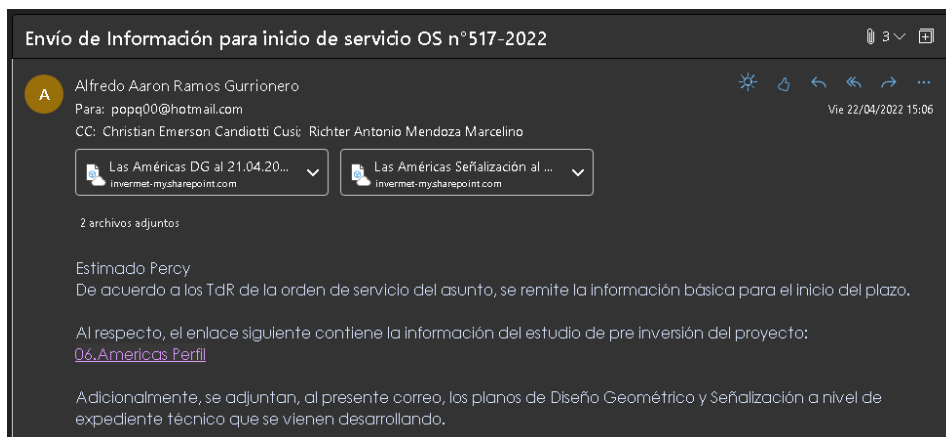 Envío de Información para inicio de servicio OS n°517-2022
3
A
Alfredo Aaron Ramos Gurrionero
Para: popq00@hotmail.com
Vie 22/04/2022 15:06
CC: Christian Emerson Candiotti Cusi; Richter Antonio Mendoza Marcelino
Las Américas DG al 21.04.20...
invermet-my.sharepoint.com
Las Américas Señalización al ...
invermet-my.sharepoint.com
2 archivos adjuntos
Estimado Percy
De acuerdo a los TdR de la orden de servicio del asunto, se remite la información básica para el inicio del plazo.
Al respecto, el enlace siguiente contiene la información del estudio de pre inversión del proyecto:
06.Americas Perfil
Adicionalmente, se adjuntan, al presente correo, los planos de Diseño Geométrico y Señalización a nivel de
expediente técnico que se vienen desarrollando.